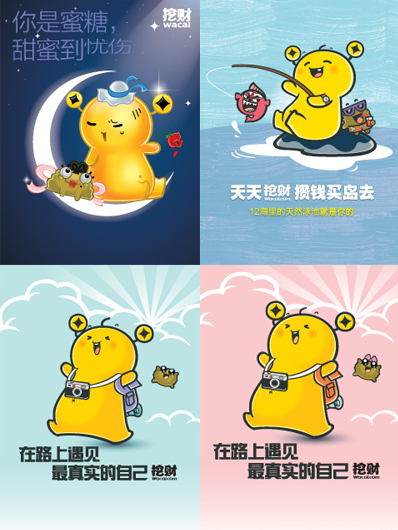 你是蜜糖，
甜蜜到忧伤
挖财
wacai
天天挖财攒钱买岛去
Wacai.com
12海里的天然泳池就是你的
在路上遇见
最真实的自己 挖财
Wacai.com
在路上遇见
最真实的自己 挖财
Wacai.com